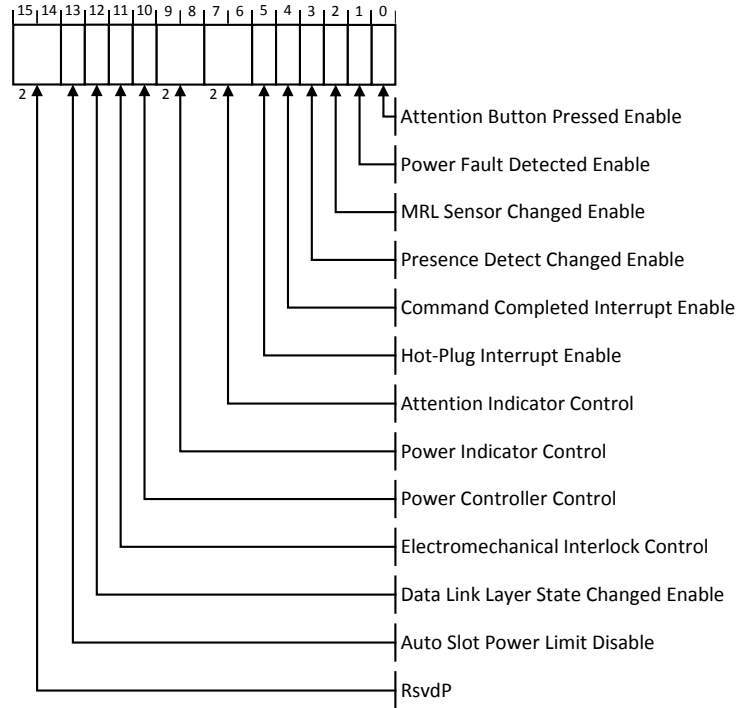 15 14 13 12 11 10 9 8 7 6 5 4 3 2 1 0
2 2 2
Attention Button Pressed Enable
Power Fault Detected Enable
MRL Sensor Changed Enable
Presence Detect Changed Enable
Command Completed Interrupt Enable
Hot-Plug Interrupt Enable
Attention Indicator Control
Power Indicator Control
Power Controller Control
Electromechanical Interlock Control
Data Link Layer State Changed Enable
Auto Slot Power Limit Disable
RsvdP